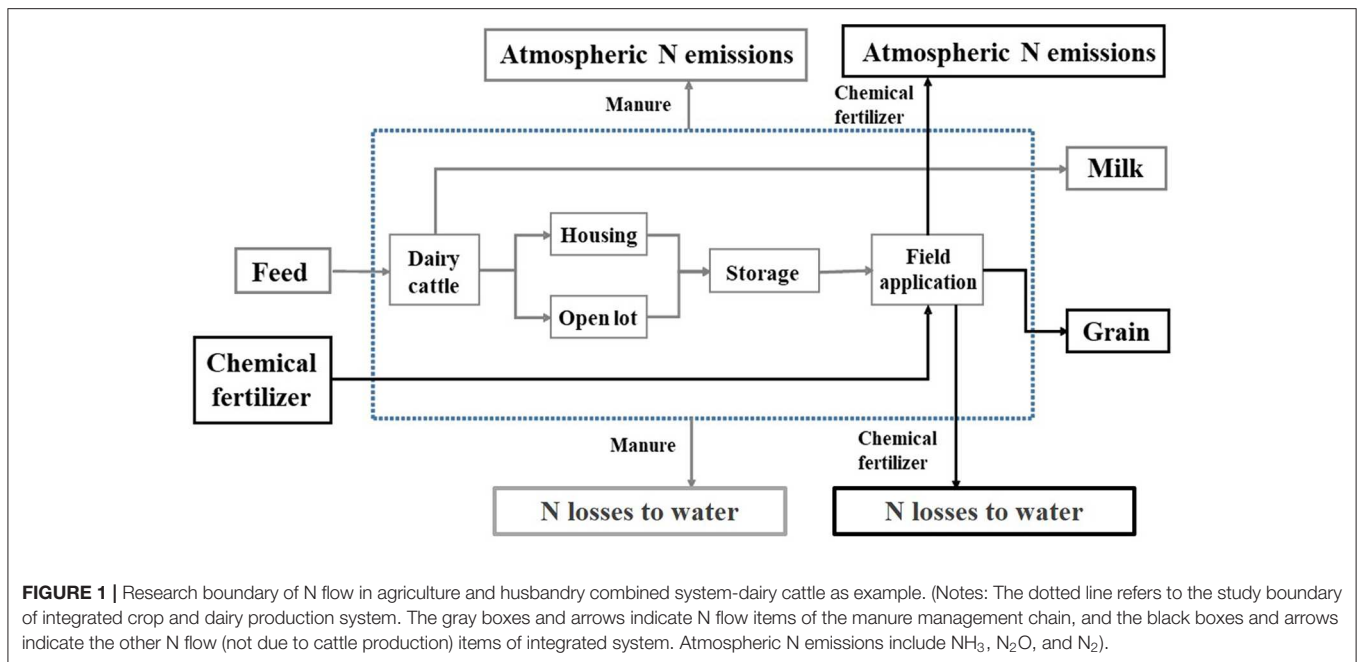 Atmospheric N emissions
Atmospheric N emissions
Manure
Chemical
fertilizer
Milk
Housing
Feed
Dairy
cattle
Storage
Field
application
Open lot
Grain
Chemical
fertilizer
Manure
Chemical
fertilizer
N losses to water
N losses to water
FIGURE 1 | Research boundary of N flow in agriculture and husbandry combined system-dairy cattle as example. (Notes: The dotted line refers to the study boundary
of integrated crop and dairy production system. The gray boxes and arrows indicate N flow items of the manure management chain, and the black boxes and arrows
indicate the other N flow (not due to cattle production) items of integrated system. Atmospheric N emissions include NH₃, N₂O, and N₂).